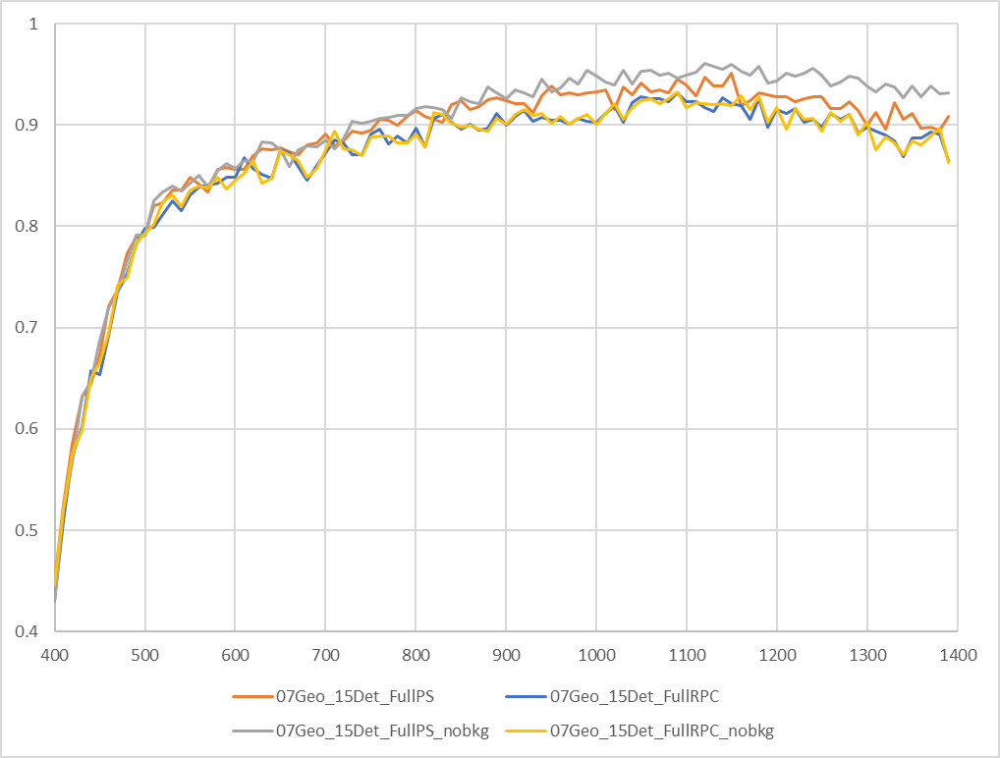 1
0.9
0.8
0.7
0.6
0.5
0.4
400 500 600 700 800 900 1000 1100 1200 1300 1400
07Geo_15Det_FullPS 07Geo_15Det_FullRPC
07Geo_15Det_FullPS_nobkg 07Geo_15Det_FullRPC_nobkg